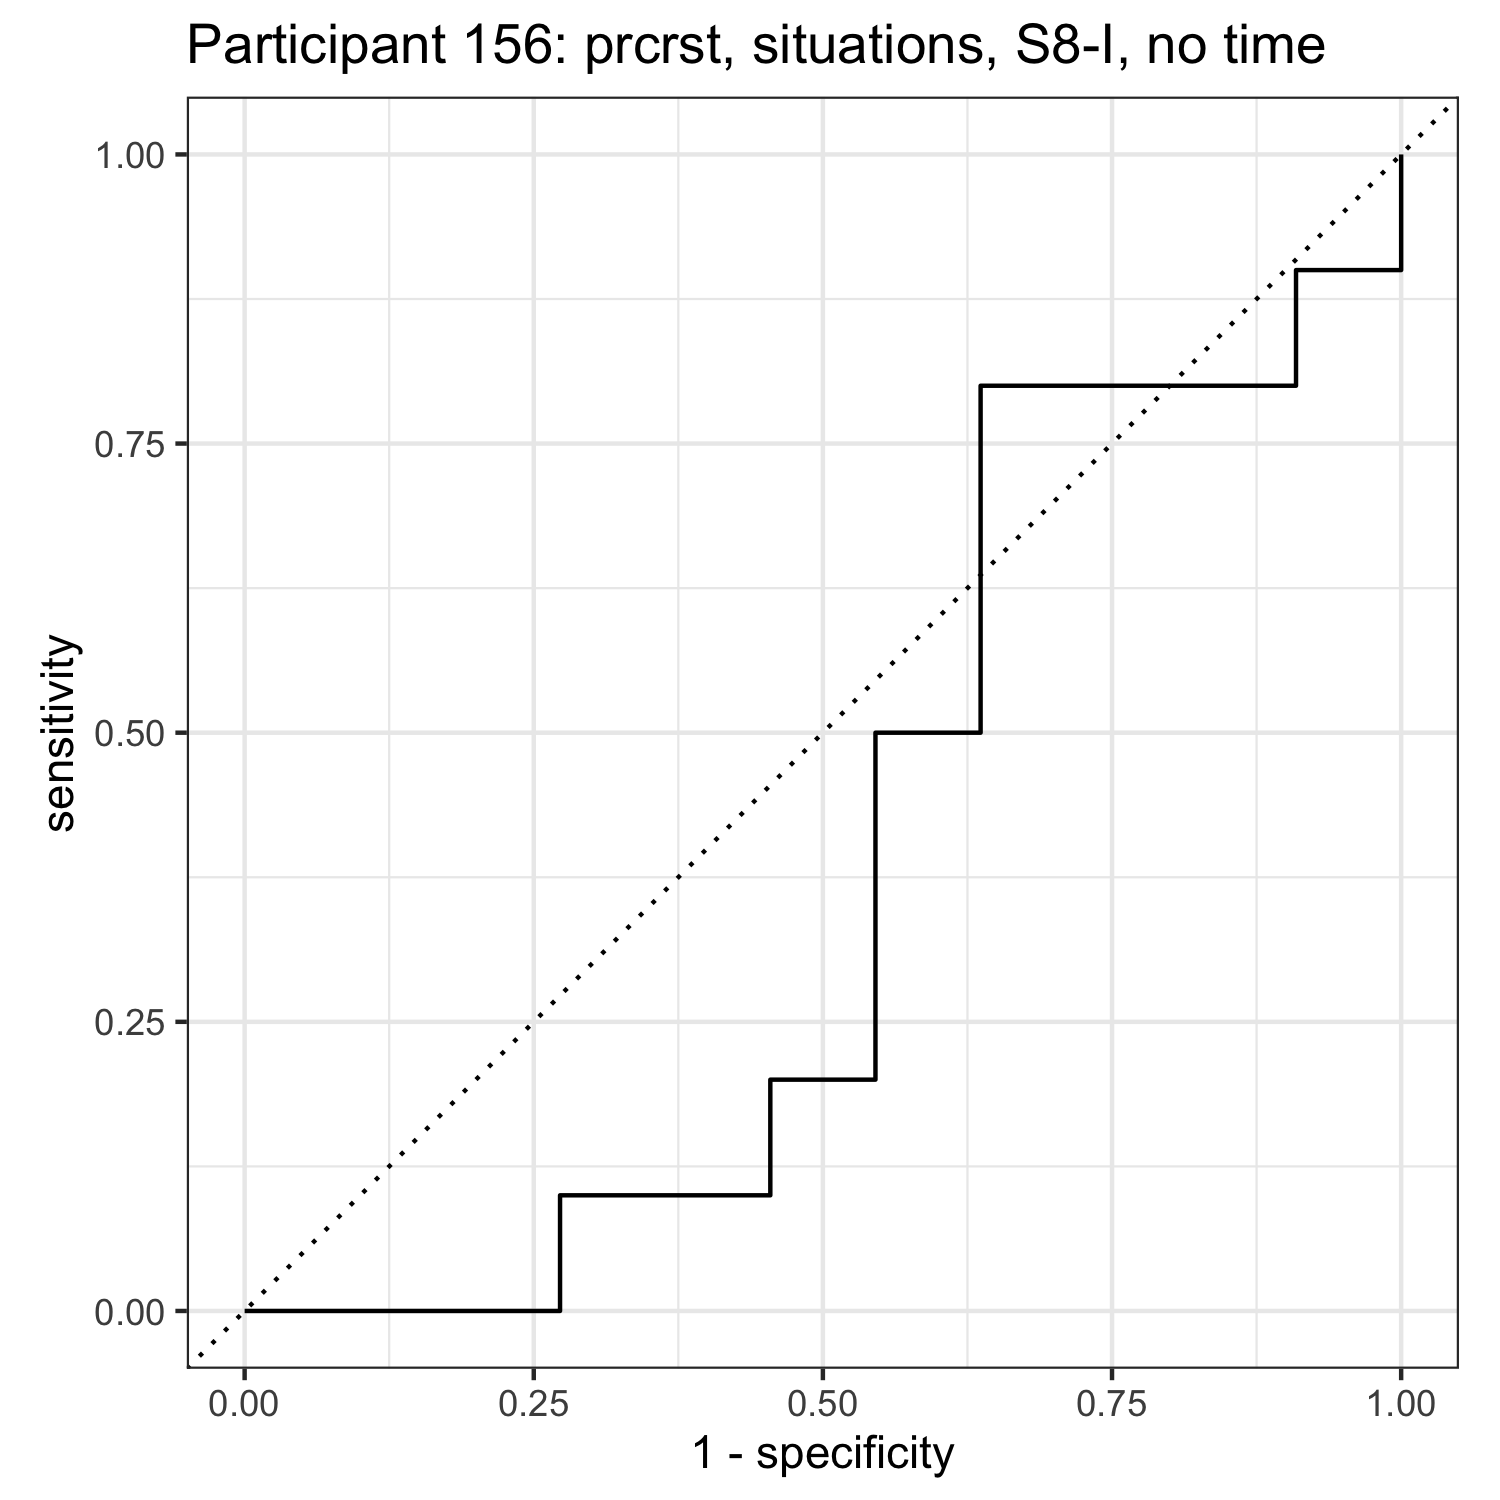 Participant 156: prcrst, situations, S8-I, no time
1.00
0.75
0.50
0.25
0.00
sensitivity
0.00 0.25 0.50 0.75 1.00
1 - specificity